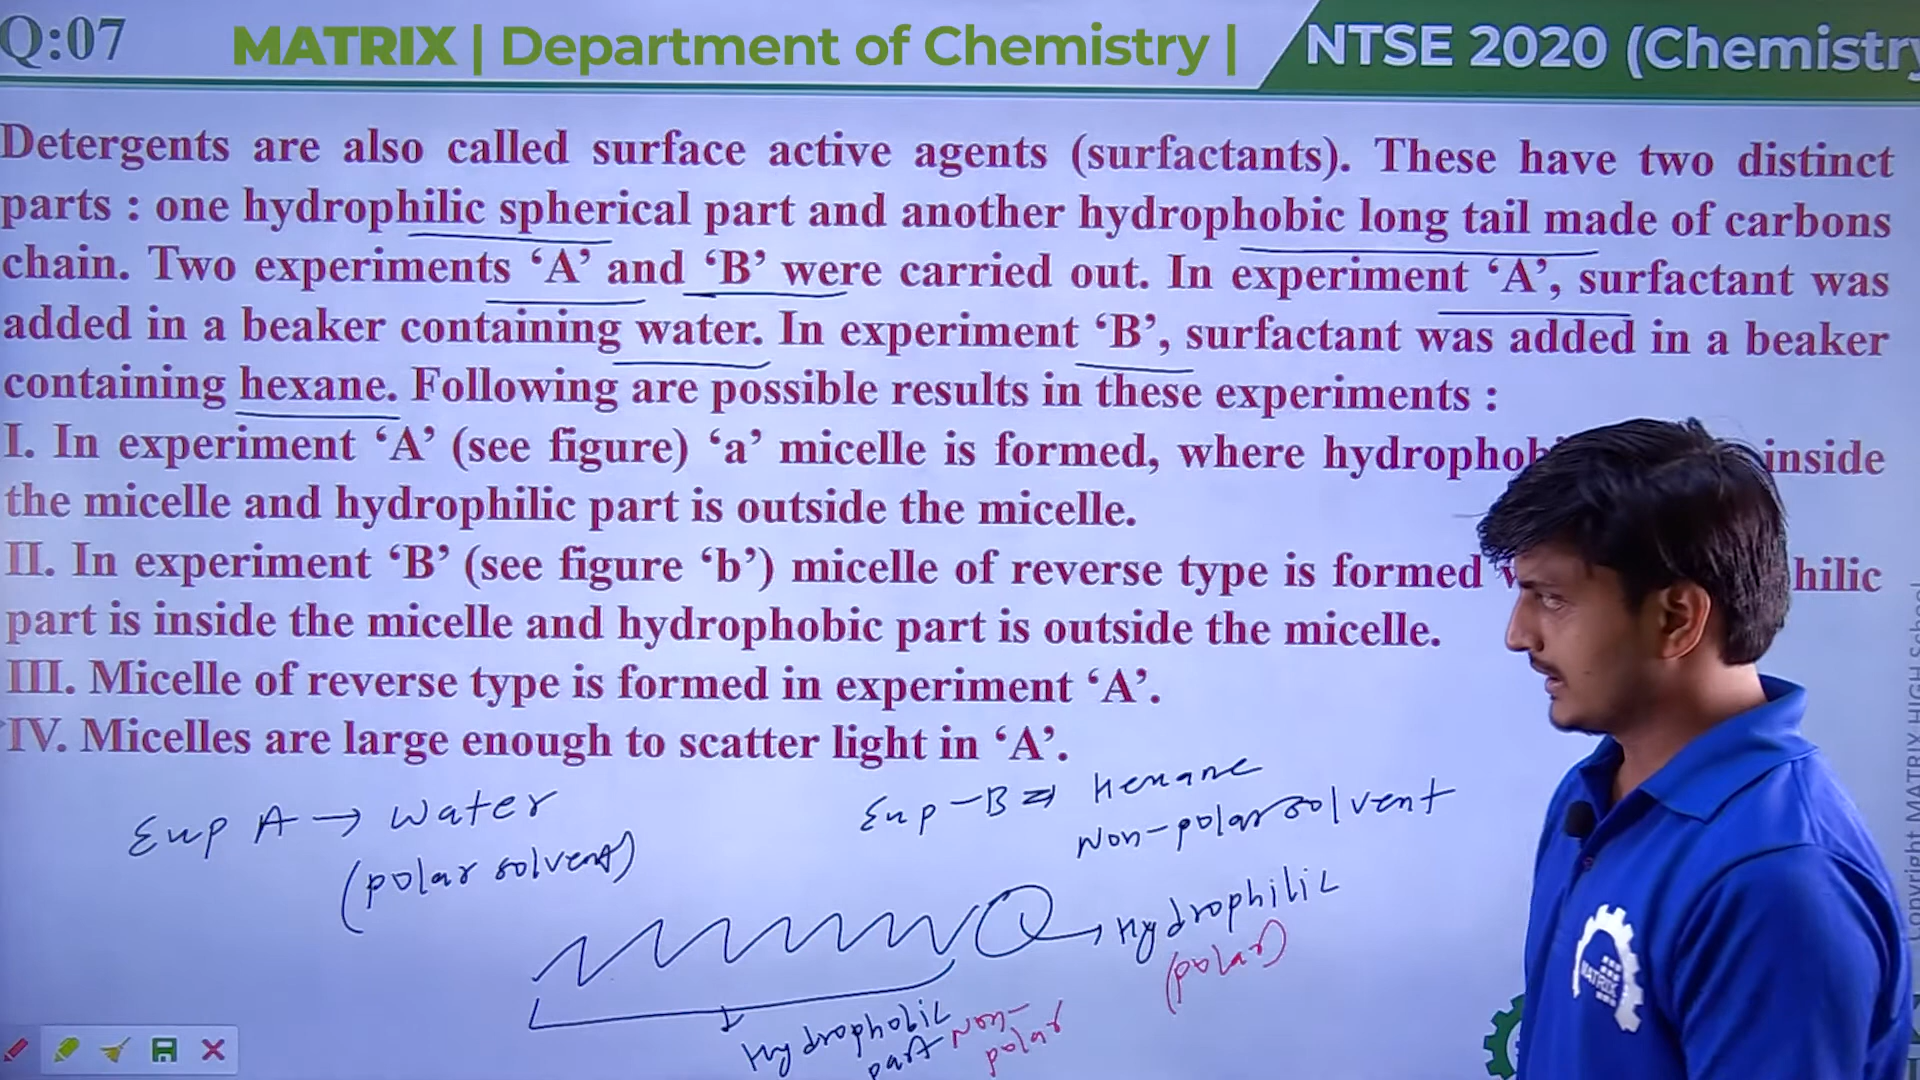 Q:07
MATRIX | Department of Chemistry |
NTSE 2020 (Chemistry
Detergents are also called surface active agents (surfactants). These have two distinct
parts : one hydrophilic spherical part and another hydrophobic long tail made of carbons
chain. Two experiments ‘A’ and ‘B’ were carried out. In experiment ‘A’, surfactant was
added in a beaker containing water. In experiment ‘B’, surfactant was added in a beaker
containing hexane. Following are possible results in these experiments :
I. In experiment ‘A’ (see figure) ‘a’ micelle is formed, where inside
the micelle and hydrophilic part is outside the micelle.
II. In experiment ‘B’ (see figure ‘b’) micelle of reverse type is formed
part is inside the micelle and hydrophobic part is outside the micelle.
III. Micelle of reverse type is formed in experiment ‘A’.
IV. Micelles are large enough to scatter light in ‘A’.
Exp A → Water
(polar solvent)
Exp – B ⇒ Hexane
Non-polar solvent
Hydrophilic
(polar)
Hydrophobic
part
Non-
polar
MATRIX
Copyright MATRIX HIGH School